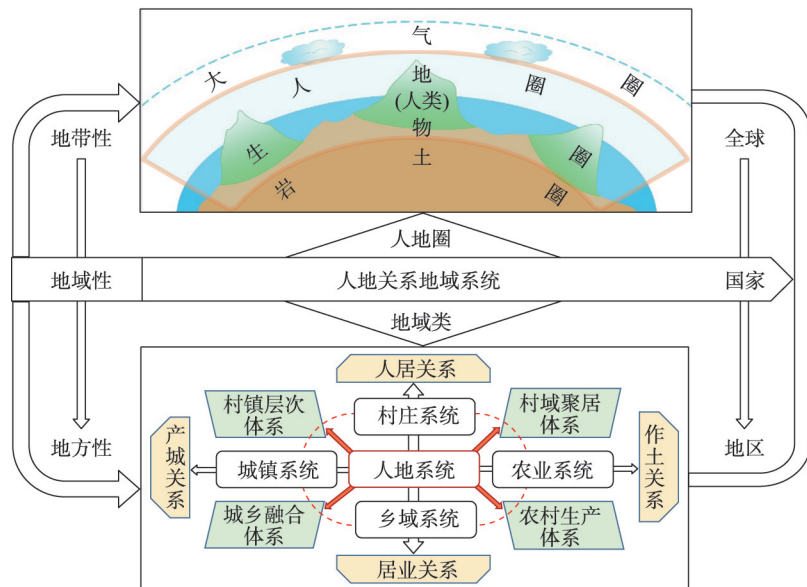 大气圈
人地圈
(人类)
生物圈
岩土圈
地带性
全球
人地圈
地域性
人地关系地域系统
国家
地域类
人居关系
村镇层次
体系
村庄系统
村域聚居
体系
地方性
地区
产城关系
城镇系统
人地系统
农业系统
作土关系
城乡融合
体系
乡域系统
农村生产
体系
居业关系